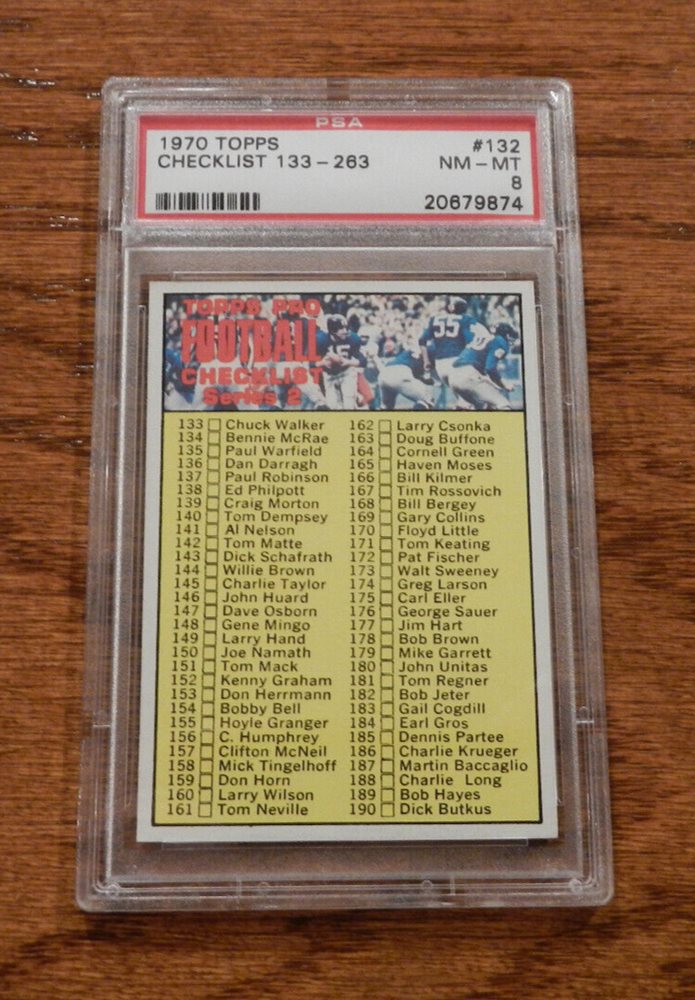 PSA
1970 TOPPS #132
CHECKLIST 133-263 NM-MT
8
20679874
TOPPS PRO
FOOTBALL
CHECKLIST
Series 2
55
133 Chuck Walker
134 Bennie McRae
135 Paul Warfield
136 Dan Darragh
137 Paul Robinson
138 Ed Philpott
139 Craig Morton
140 Tom Dempsey
141 Al Nelson
142 Tom Matte
143 Dick Schafrath
144 Willie Brown
145 Charlie Taylor
146 John Huard
147 Dave Osborn
148 Gene Mingo
149 Larry Hand
150 Joe Namath
151 Tom Mack
152 Kenny Graham
153 Don Herrmann
154 Bobby Bell
155 Hoyle Granger
156 C. Humphrey
157 Clifton McNeil
158 Mick Tingelhoff
159 Don Horn
160 Larry Wilson
161 Tom Neville
162 Larry Csonka
163 Doug Buffone
164 Cornell Green
165 Haven Moses
166 Bill Kilmer
167 Tim Rossovich
168 Bill Bergey
169 Gary Collins
170 Floyd Little
171 Tom Keating
172 Pat Fischer
173 Walt Sweeney
174 Greg Larson
175 Carl Eller
176 George Sauer
177 Jim Hart
178 Bob Brown
179 Mike Garrett
180 John Unitas
181 Tom Regner
182 Bob Jeter
183 Gail Cogdill
184 Earl Gros
185 Dennis Partee
186 Charlie Krueger
187 Martin Baccaglio
188 Charlie Long
189 Bob Hayes
190 Dick Butkus